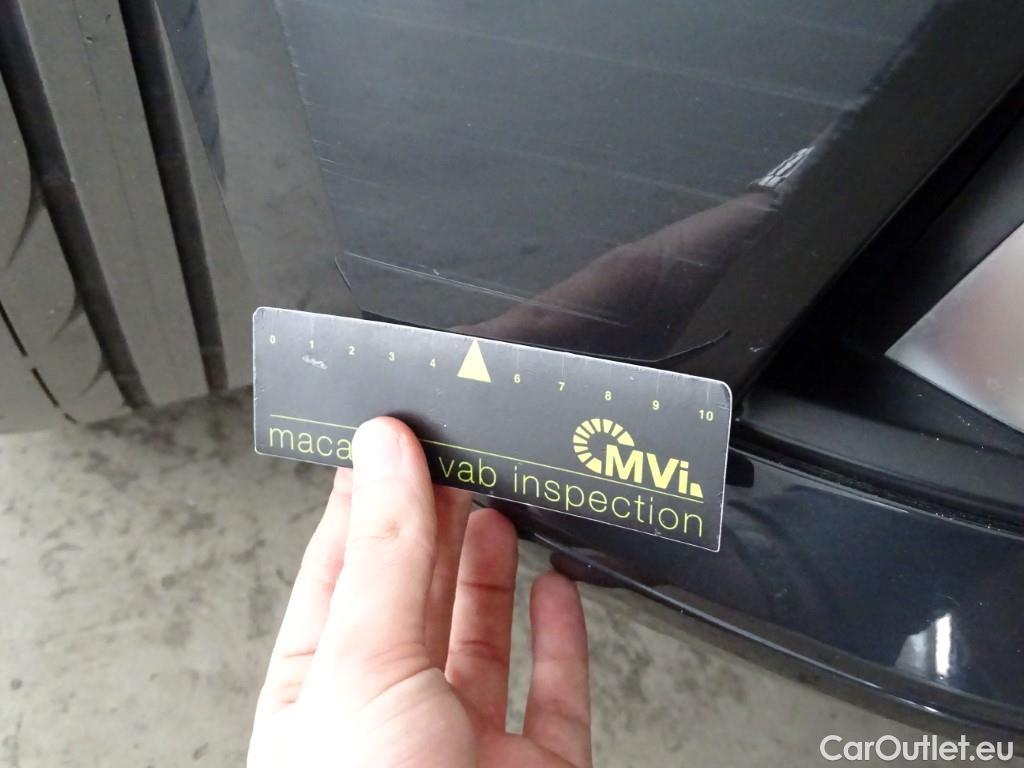 0 1 2 3 4 6 7 8 9 10
MVi
maca vab inspection
CarOutlet.eu